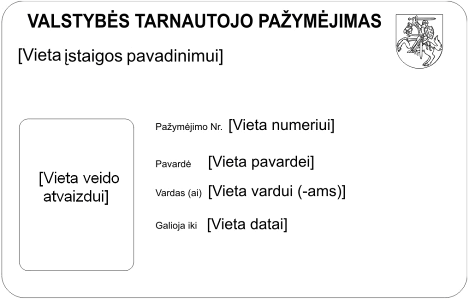 VALSTYBĖS TARNAUTOJO PAŽYMĖJIMAS
[Vieta įstaigos pavadinimui]
Pažymėjimo Nr. [Vieta numeriui]
Pavardė [Vieta pavardei]
[Vieta veido
atvaizdui]
Vardas (ai) [Vieta vardui (-ams)]
Galioja iki [Vieta datai]